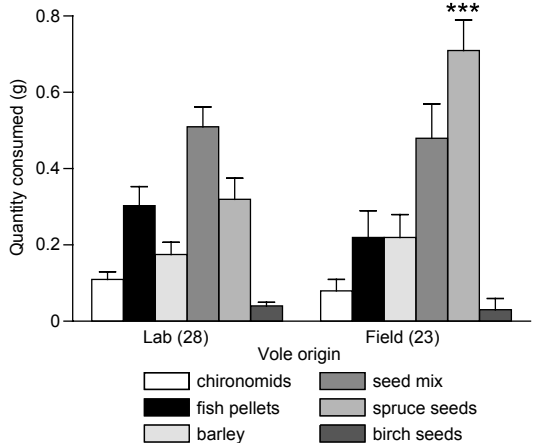 0.8
***
0.6
0.4
0.2
0
Quantity consumed (g)
Lab (28)
Field (23)
Vole origin
chironomids
seed mix
fish pellets
spruce seeds
barley
birch seeds